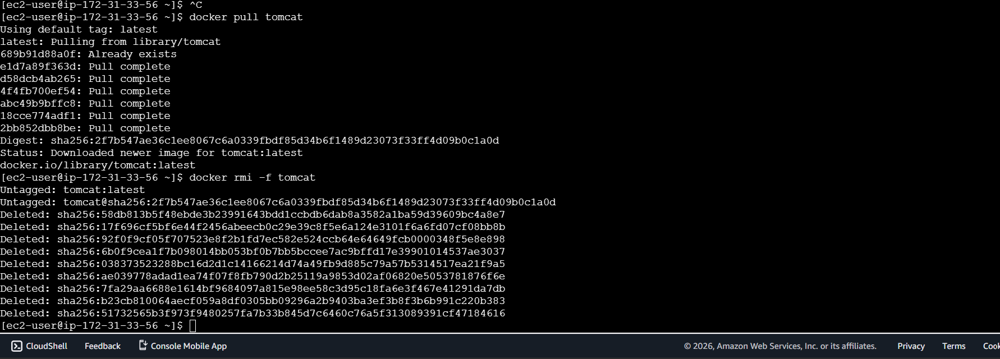 [ec2-user@ip-172-31-33-56 ~]$ ^C
[ec2-user@ip-172-31-33-56 ~]$ docker pull tomcat
Using default tag: latest
latest: Pulling from library/tomcat
689b91d88a0f: Already exists
e1d7a89f363d: Pull complete
d58dcb4ab265: Pull complete
4f4fb700ef54: Pull complete
abc49b9bffc8: Pull complete
18cce774adf1: Pull complete
2bb852dbb8be: Pull complete
Digest: sha256:2f7b547ae36c1ee8067c6a0339fbdf85d34b6f1489d23073f33ff4d09b0c1a0d
Status: Downloaded newer image for tomcat:latest
docker.io/library/tomcat:latest
[ec2-user@ip-172-31-33-56 ~]$ docker rmi -f tomcat
Untagged: tomcat:latest
Untagged: tomcat@sha256:2f7b547ae36c1ee8067c6a0339fbdf85d34b6f1489d23073f33ff4d09b0c1a0d
Deleted: sha256:58db813b5f48ebde3b23991643bdd1ccbdb6dab8a3582a1ba59d39609bc4a8e7
Deleted: sha256:17f696cf5bf6e44f2456abeecb0c29e39c8f5e6a124e3101f6a6fd07cf08bb8b
Deleted: sha256:92f0f9cf05f707523e8f2b1fd7ec582e524ccb64e64649fcb0000348f5e8e898
Deleted: sha256:6b0f9cea1f7b098014bb053bf0b7bb5bccee7ac9bffd17e39901014537ae3037
Deleted: sha256:038373523288bc16d2d1c14166214d74a49fb9d885c79a57b5314517ea21f9a5
Deleted: sha256:ae039778adad1ea74f07f8fb790d2b25119a9853d02af06820e5053781876f6e
Deleted: sha256:7fa29aa6688e1614bf9684097a815e98ee58c3d95c18fa6e3f467e41291da7db
Deleted: sha256:b23cb810064aecf059a8df0305bb09296a2b9403ba3ef3b8f3b6b991c220b383
Deleted: sha256:51732565b3f973f9480257fa7b33b845d7c6460c76a5f313089391cf47184616
[ec2-user@ip-172-31-33-56 ~]$
CloudShell Feedback Console Mobile App © 2026, Amazon Web Services, Inc. or its affiliates. Privacy Terms